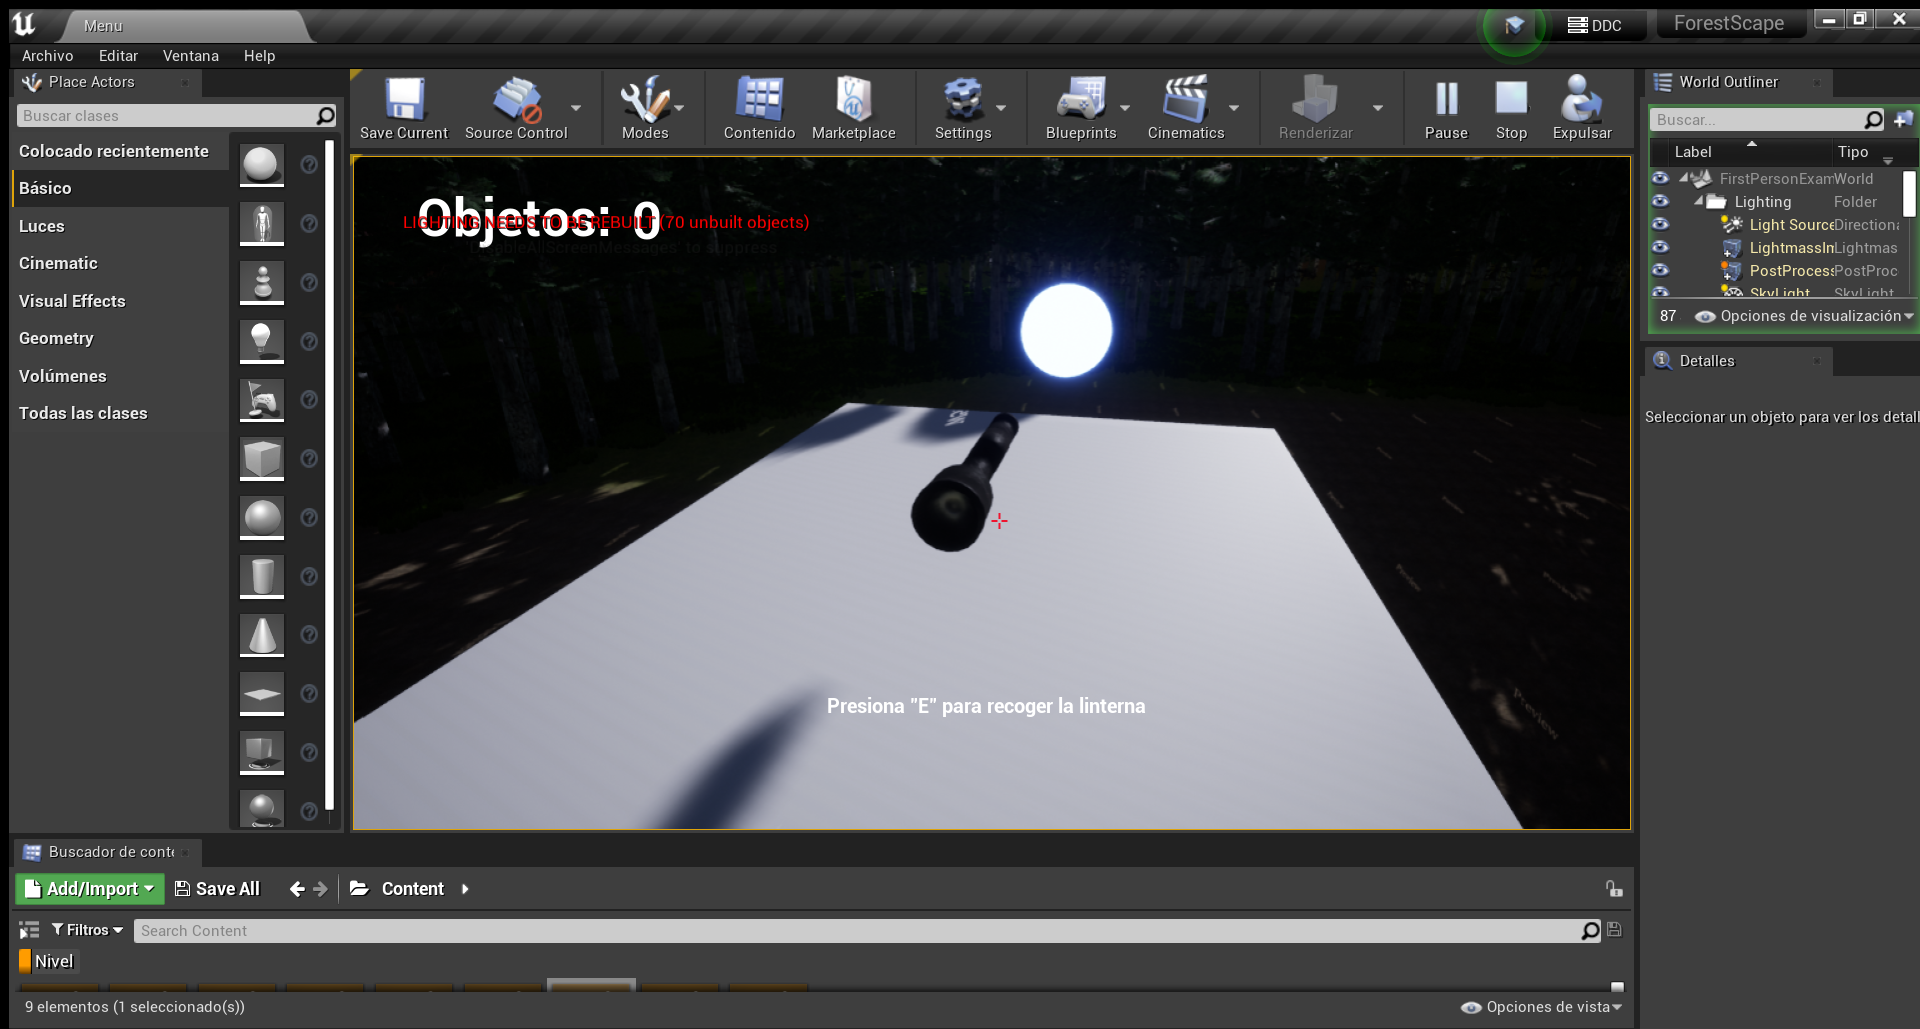 Menu
DDC
ForestScape
Archivo
Editar
Ventana
Help
Place Actors
World Outliner
Buscar clases
Save Current
Source Control
Modes
Contenido
Marketplace
Settings
Blueprints
Cinematics
Renderizar
Pause
Stop
Expulsar
Buscar...
Label
Tipo
Colocado recientemente
Básico
Luces
Cinematic
Visual Effects
Geometry
Volúmenes
Todas las clases
FirstPersonExam World
Lighting Folder
Light Source Directiona
LightmassIm Lightmas
PostProcess PostProc
SkyLight SkyLight
87 Opciones de visualización
Detalles
Seleccionar un objeto para ver los detall
Objetos: 0
LIGHTING NEEDS TO BE REBUILT (70 unbuilt objects)
AllScreenMessages' to suppress
Preview
Preview
Presiona "E" para recoger la linterna
Buscador de conte
Add/Import
Save All
Content
Filtros
Search Content
Nivel
9 elementos (1 seleccionado(s))
Opciones de vista